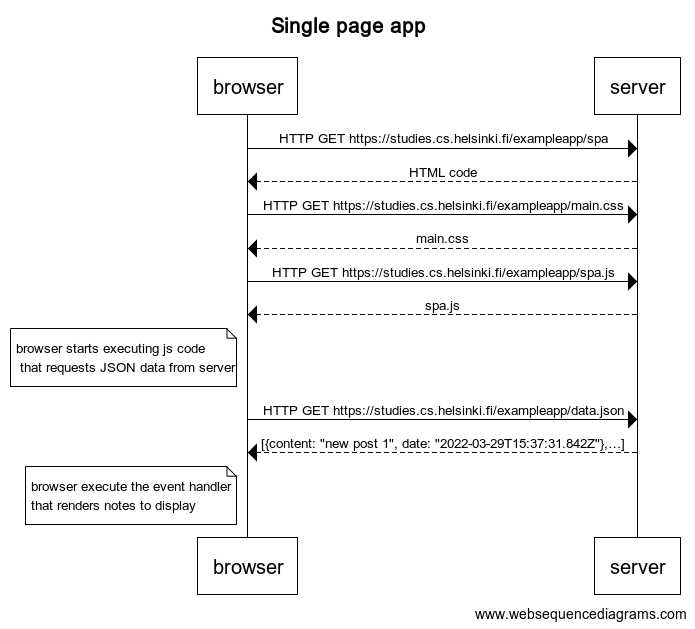 Single page app
browser
server
HTTP GET https://studies.cs.helsinki.fi/exampleapp/spa
HTML code
HTTP GET https://studies.cs.helsinki.fi/exampleapp/main.css
main.css
HTTP GET https://studies.cs.helsinki.fi/exampleapp/spa.js
spa.js
browser starts executing js code
that requests JSON data from server
HTTP GET https://studies.cs.helsinki.fi/exampleapp/data.json
[{content: "new post 1", date: "2022-03-29T15:37:31.842Z"},...]
browser execute the event handler
that renders notes to display
browser
server
www.websequencediagrams.com